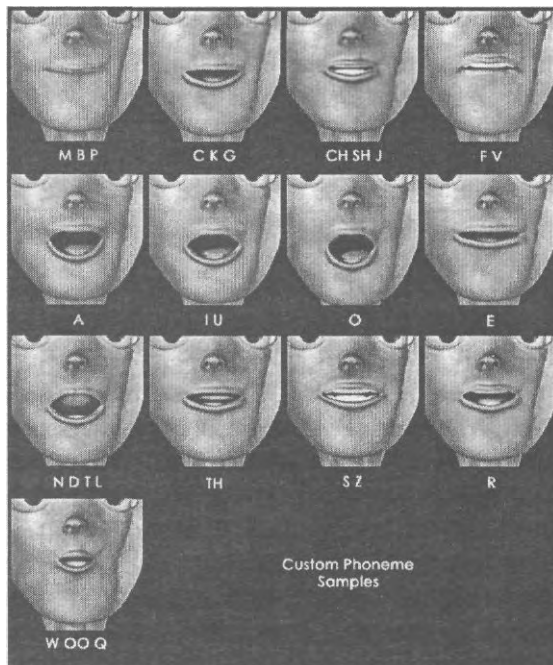 M B P
C K G
CH SH J
F V
A
I U
O
E
N D T L
TH
S Z
R
W OO Q
Custom Phoneme
Samples